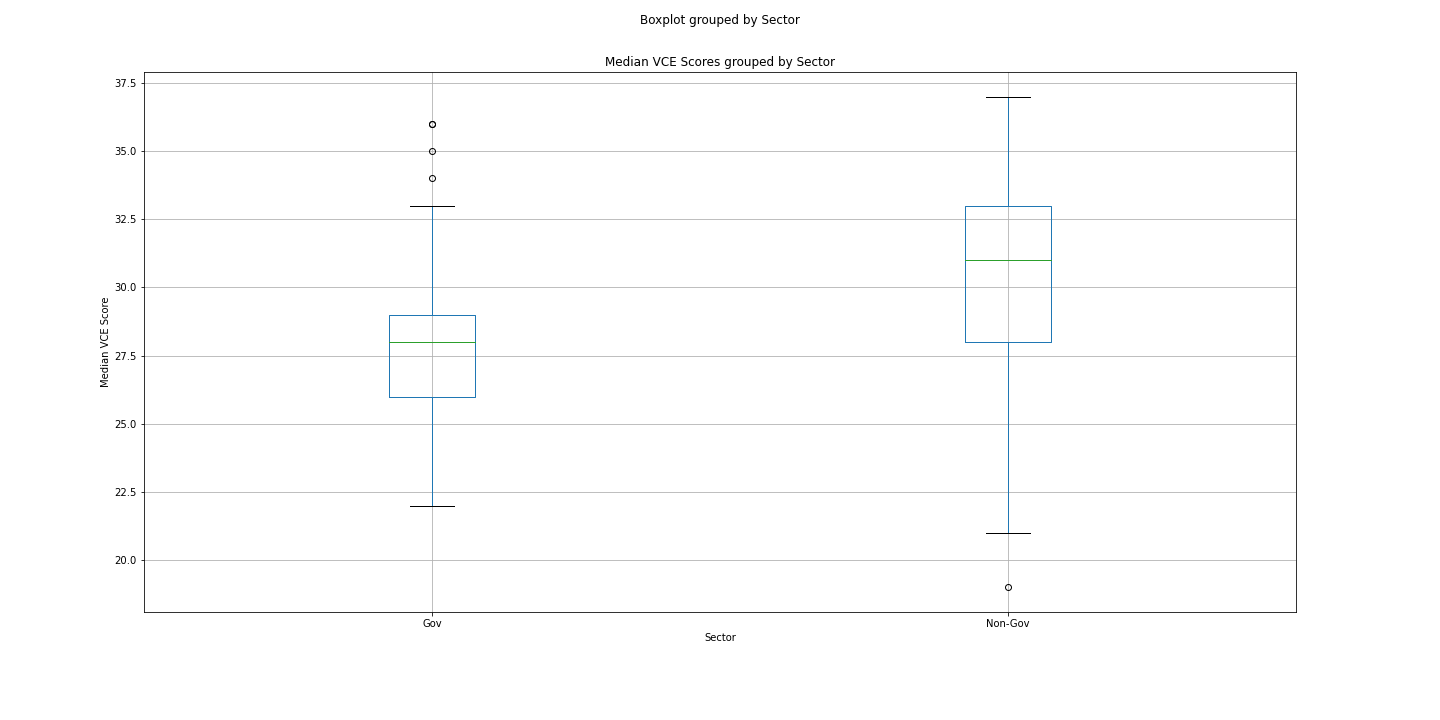 Boxplot grouped by Sector
Median VCE Scores grouped by Sector
37.5
35.0
32.5
30.0
27.5
25.0
22.5
20.0
Median VCE Score
Gov
Non-Gov
Sector